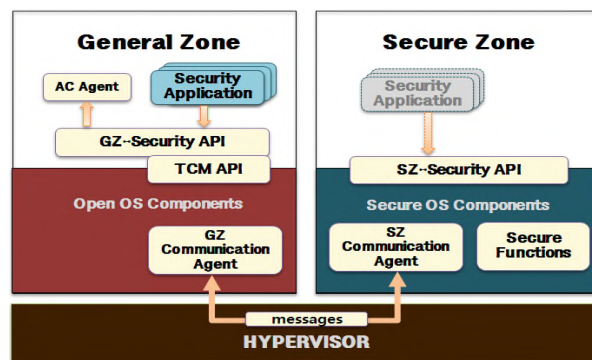 General Zone
AC Agent
Security
Application
GZ--Security API
TCM API
Open OS Components
GZ
Communication
Agent
Secure Zone
Security
Application
SZ--Security API
Secure OS Components
SZ
Communication
Agent
Secure
Functions
messages
HYPERVISOR